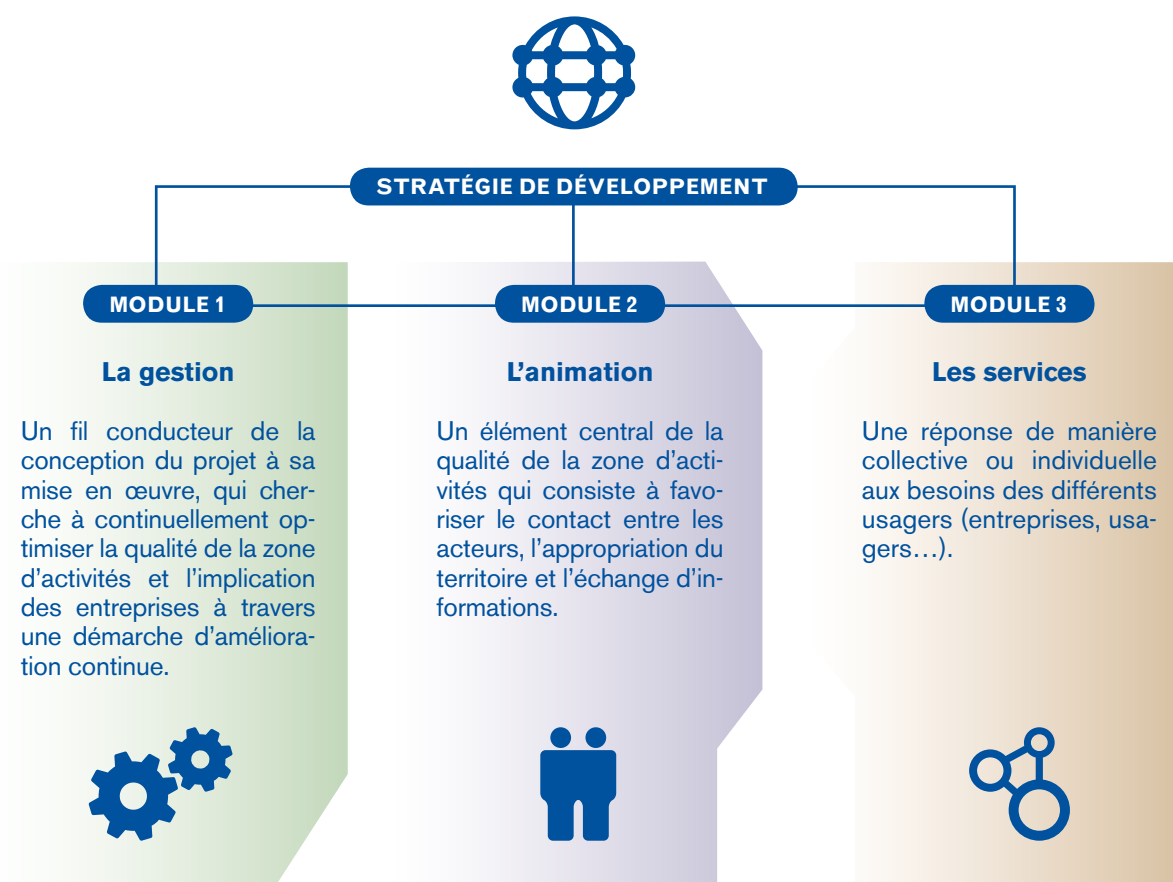 STRATÉGIE DE DÉVELOPPEMENT
MODULE 1
La gestion
Un fil conducteur de la
conception du projet à sa
mise en œuvre, qui cher-
che à continuellement op-
timiser la qualité de la zone
d'activités et l'implication
des entreprises à travers
une démarche d'améliora-
tion continue.
MODULE 2
L'animation
Un élément central de la
qualité de la zone d'acti-
vités qui consiste à favo-
riser le contact entre les
acteurs, l'appropriation du
territoire et l'échange d'in-
formations.
MODULE 3
Les services
Une réponse de manière
collective ou individuelle
aux besoins des différents
usagers (entreprises, usa-
gers…).